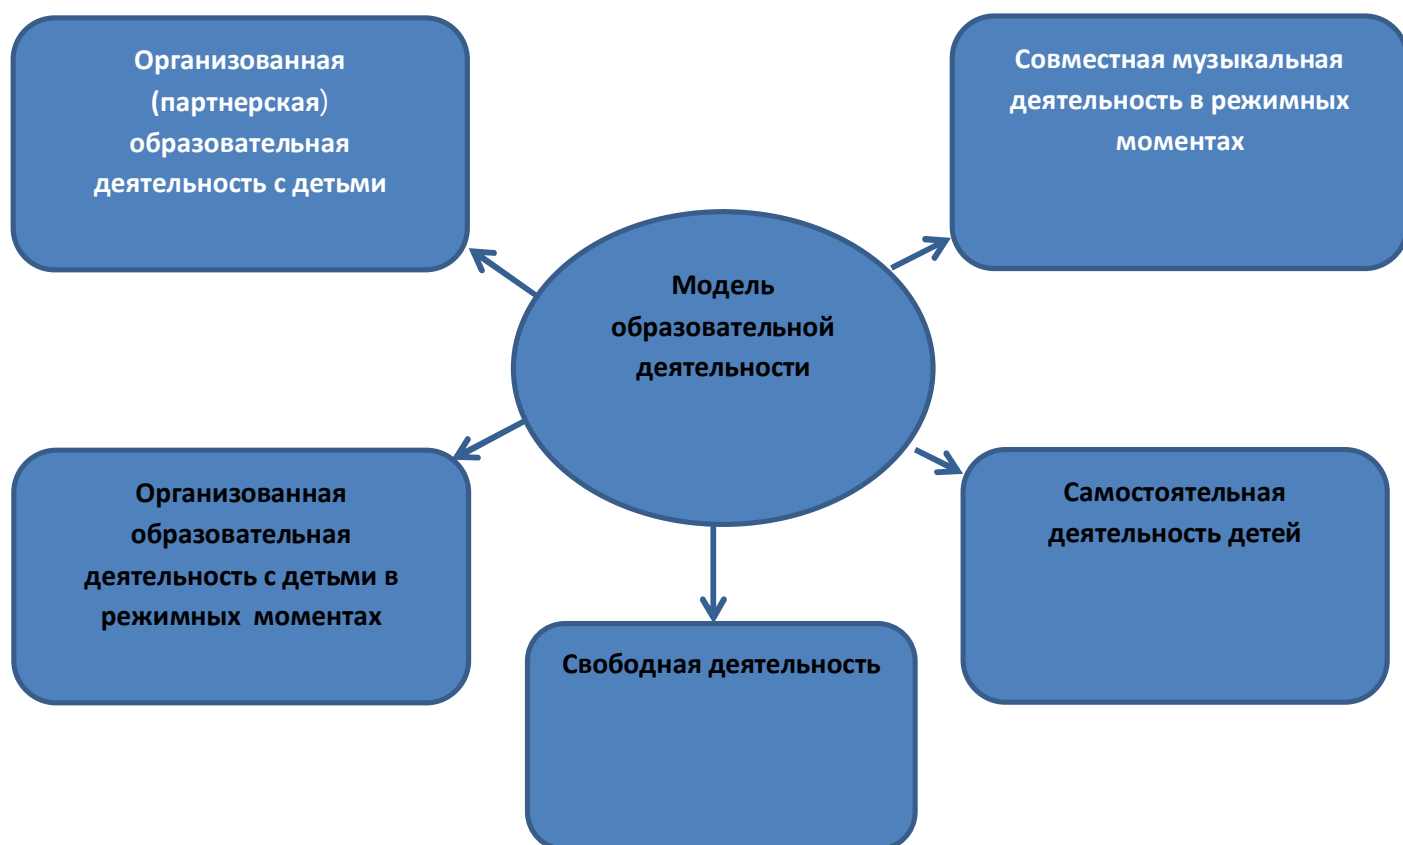 Организованная
(партнерская)
образовательная
деятельность с детьми
Совместная музыкальная
деятельность в режимных
моментах
Модель
образовательной
деятельности
Организованная
образовательная
деятельность с детьми в
режимных  моментах
Самостоятельная
деятельность детей
Свободная деятельность